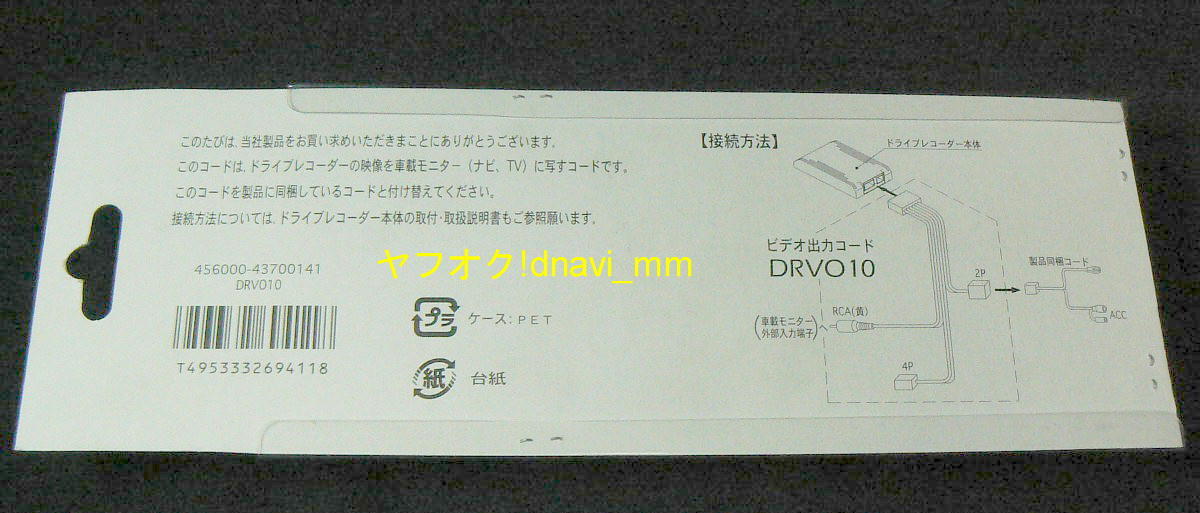 このたびは、当社製品をお買い求めいただきまことにありがとうございます。
このコードは、ドライブレコーダーの映像を車載モニター（ナビ、TV）に写すコードです。
このコードを製品に同梱しているコードと付け替えてください。
接続方法については、ドライブレコーダー本体の取付・取扱説明書もご参照願います。
456000-43700141
DRVO10
T4953332694118
プラ
ケース:PET
紙
台紙
ヤフオク!dnavi_mm
【接続方法】
ドライブレコーダー本体
ビデオ出力コード
DRVO10
2P
製品同梱コード
ACC
RCA(黄)
(車載モニター
外部入力端子)へ
4P